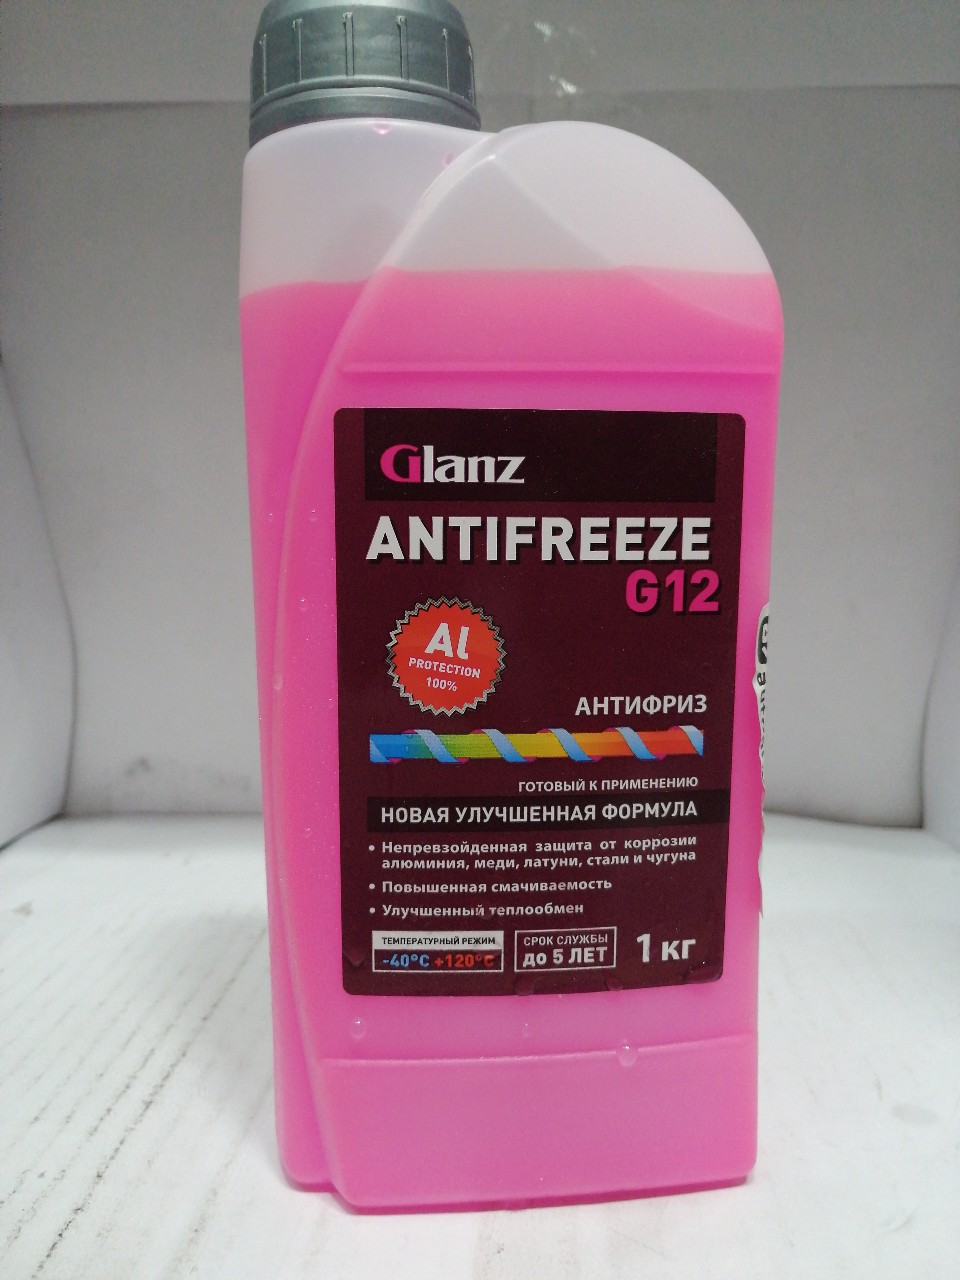 Glanz
ANTIFREEZE
G12
Al
PROTECTION
100%
АНТИФРИЗ
ГОТОВЫЙ К ПРИМЕНЕНИЮ
НОВАЯ УЛУЧШЕННАЯ ФОРМУЛА
• Непревзойденная защита от коррозии
алюминия, меди, латуни, стали и чугуна
• Повышенная смачиваемость
• Улучшенный теплообмен
ТЕМПЕРАТУРНЫЙ РЕЖИМ
-40°C +120°C
СРОК СЛУЖБЫ
до 5 ЛЕТ
1 кг